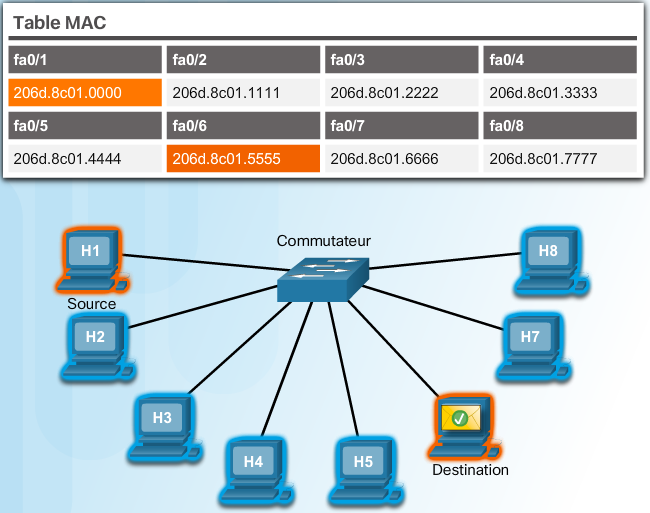 Table MAC
fa0/1 fa0/2 fa0/3 fa0/4
206d.8c01.0000 206d.8c01.1111 206d.8c01.2222 206d.8c01.3333
fa0/5 fa0/6 fa0/7 fa0/8
206d.8c01.4444 206d.8c01.5555 206d.8c01.6666 206d.8c01.7777
Commutateur
H1
H8
Source
H2
H7
H3
H4
H5
Destination